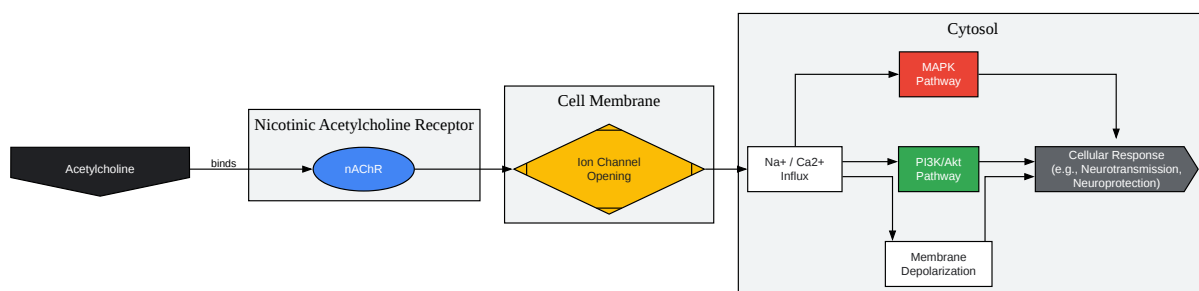 Cytosol
MAPK
Pathway
Cell Membrane
Nicotinic Acetylcholine Receptor
Acetylcholine
binds
nAChR
Ion Channel
Opening
Na+ / Ca2+
Influx
PI3K/Akt
Pathway
Cellular Response
(e.g., Neurotransmission,
Neuroprotection)
Membrane
Depolarization